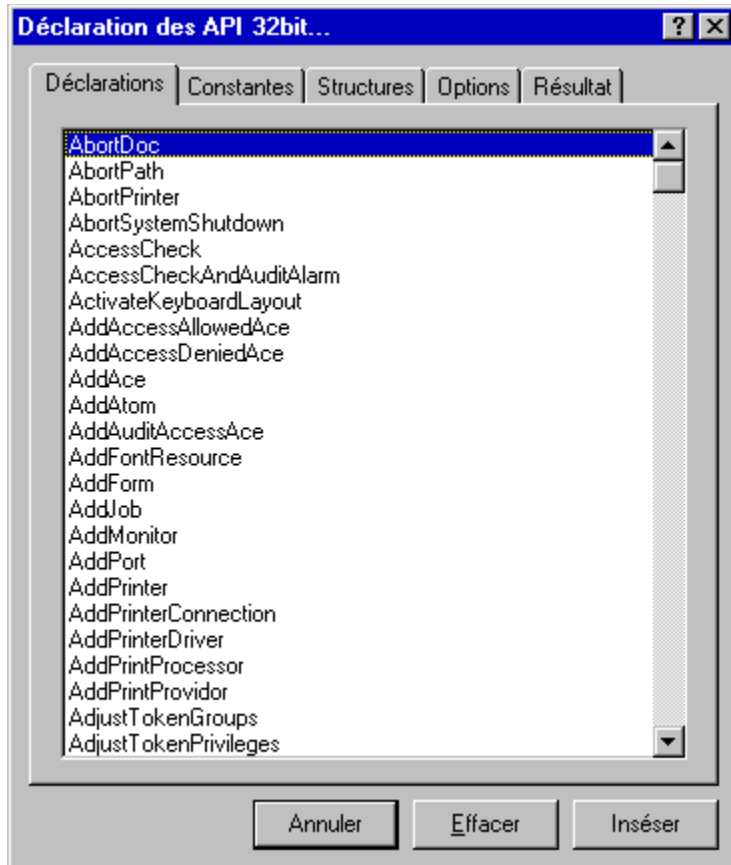 Déclaration des API 32bit...
Déclarations Constantes Structures Options Résultat
AbortDoc
AbortPath
AbortPrinter
AbortSystemShutdown
AccessCheck
AccessCheckAndAuditAlarm
ActivateKeyboardLayout
AddAccessAllowedAce
AddAccessDeniedAce
AddAce
AddAtom
AddAuditAccessAce
AddFontResource
AddForm
AddJob
AddMonitor
AddPort
AddPrinter
AddPrinterConnection
AddPrinterDriver
AddPrintProcessor
AddPrintProvidor
AdjustTokenGroups
AdjustTokenPrivileges
Annuler Effacer Inséser